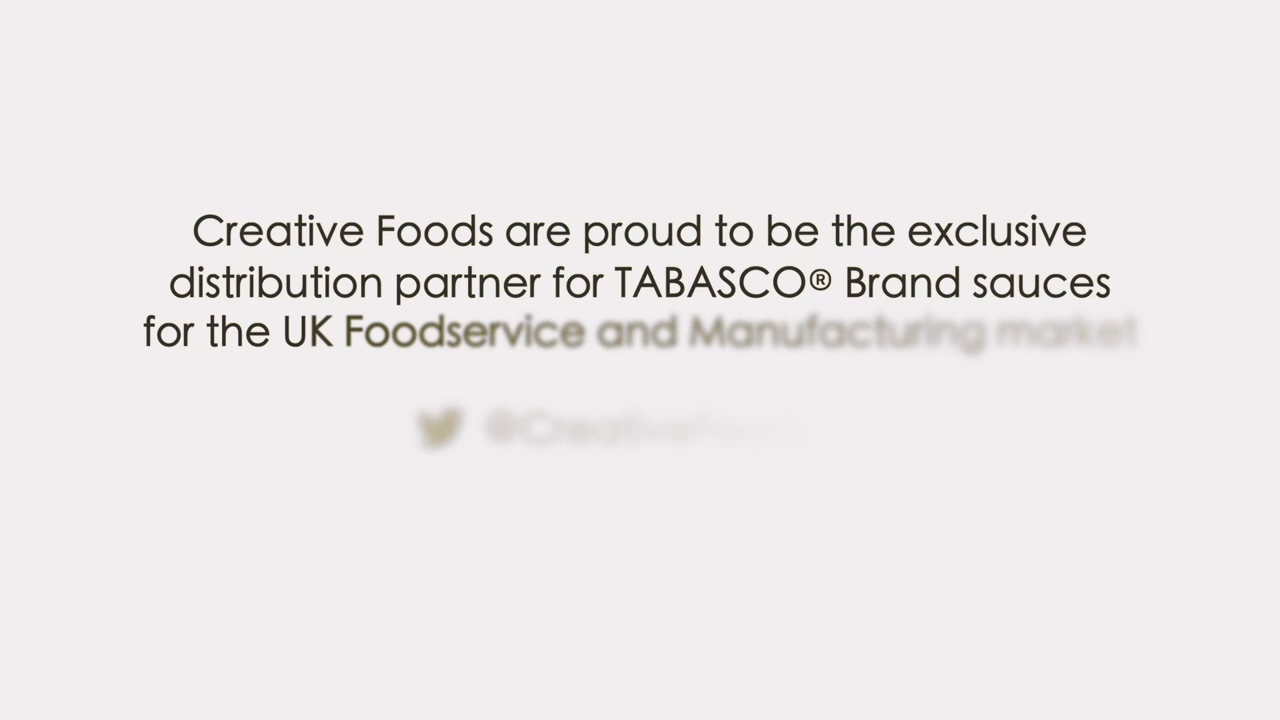 Creative Foods are proud to be the exclusive
distribution partner for TABASCO® Brand sauces
for the UK Foodservice and Manufacturing market